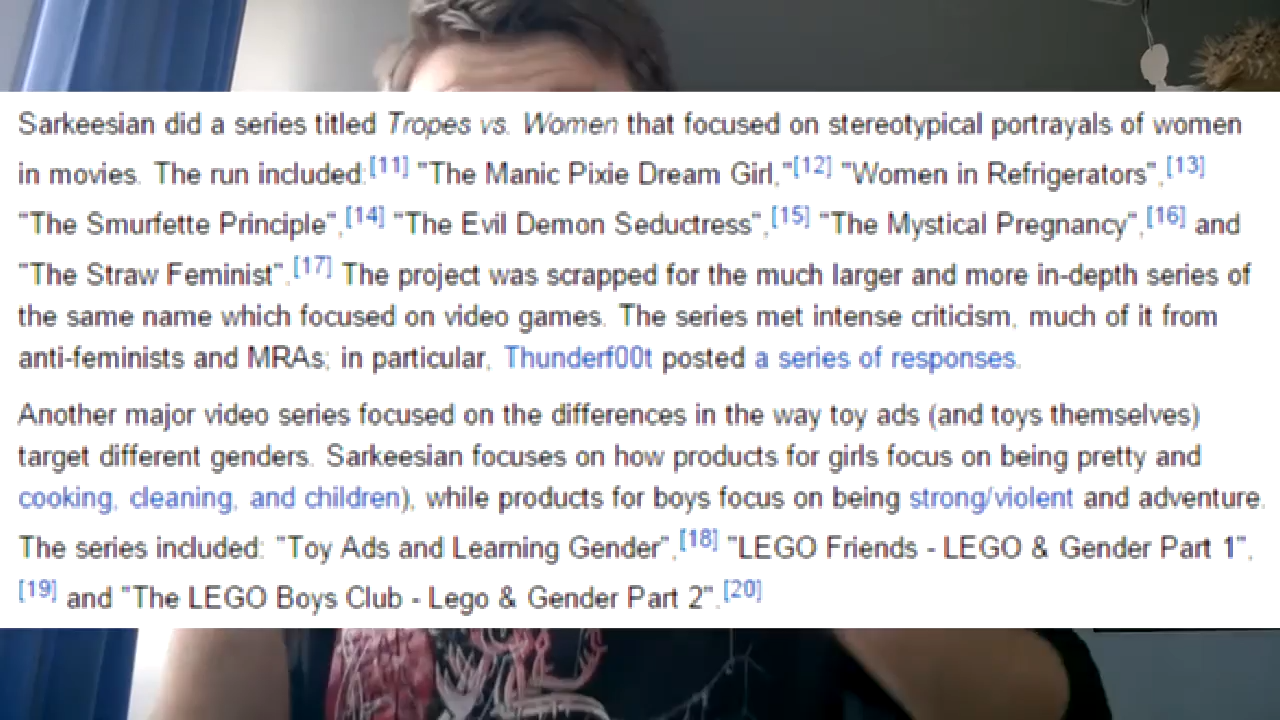 Sarkeesian did a series titled Tropes vs. Women that focused on stereotypical portrayals of women
in movies. The run included:[11] "The Manic Pixie Dream Girl,"[12] "Women in Refrigerators",[13]
"The Smurfette Principle",[14] "The Evil Demon Seductress",[15] "The Mystical Pregnancy",[16] and
"The Straw Feminist".[17] The project was scrapped for the much larger and more in-depth series of
the same name which focused on video games. The series met intense criticism, much of it from
anti-feminists and MRAs; in particular, Thunderf00t posted a series of responses.
Another major video series focused on the differences in the way toy ads (and toys themselves)
target different genders. Sarkeesian focuses on how products for girls focus on being pretty and
cooking, cleaning, and children), while products for boys focus on being strong/violent and adventure.
The series included: "Toy Ads and Learning Gender",[18] "LEGO Friends - LEGO & Gender Part 1",
[19] and "The LEGO Boys Club - Lego & Gender Part 2".[20]